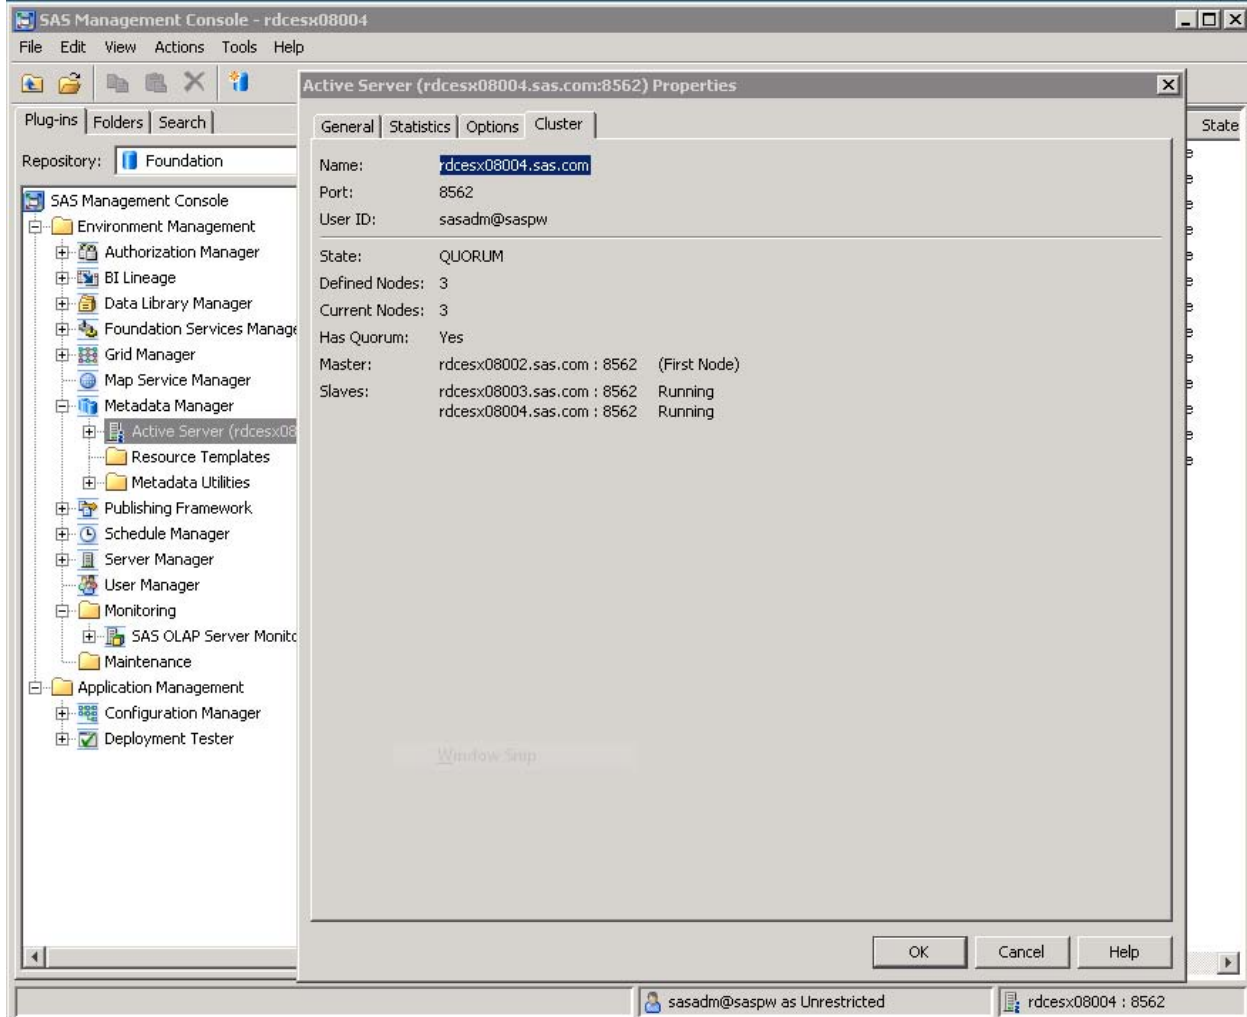 SAS Management Console - rdcesx08004
File Edit View Actions Tools Help
Active Server (rdcesx08004.sas.com:8562) Properties
Plug-ins Folders Search
General Statistics Options Cluster
State
Repository: Foundation
Name: rdcesx08004.sas.com
Port: 8562
User ID: sasadm@saspw
State: QUORUM
Defined Nodes: 3
Current Nodes: 3
Has Quorum: Yes
Master: rdcesx08002.sas.com : 8562 (First Node)
Slaves: rdcesx08003.sas.com : 8562 Running
rdcesx08004.sas.com : 8562 Running
SAS Management Console
Environment Management
Authorization Manager
BI Lineage
Data Library Manager
Foundation Services Manage
Grid Manager
Map Service Manager
Metadata Manager
Active Server (rdcesx08
Resource Templates
Metadata Utilities
Publishing Framework
Schedule Manager
Server Manager
User Manager
Monitoring
SAS OLAP Server Monito
Maintenance
Application Management
Configuration Manager
Deployment Tester
Window Snip
OK Cancel Help
sasadm@saspw as Unrestricted
rdcesx08004 : 8562